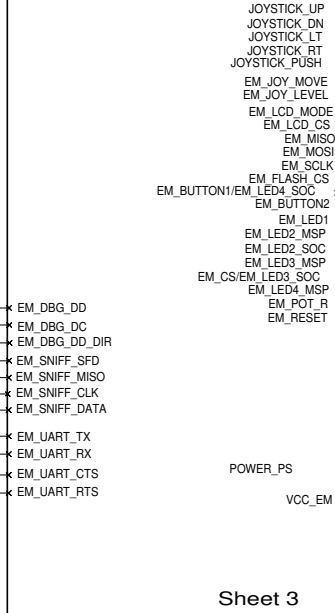 JOYSTICK_UP
JOYSTICK_DN
JOYSTICK_LT
JOYSTICK_RT
JOYSTICK_PUSH
EM_JOY_MOVE
EM_JOY_LEVEL
EM_LCD_MODE
EM_LCD_CS
EM_MISO
EM_MOSI
EM_SCLK
EM_FLASH_CS
EM_BUTTON1/EM_LED4_SOC
EM_BUTTON2
EM_LED1
EM_LED2_MSP
EM_LED2_SOC
EM_LED3_MSP
EM_CS/EM_LED3_SOC
EM_LED4_MSP
EM_POT_R
EM_RESET
EM_DBG_DD
EM_DBG_DC
EM_DBG_DD_DIR
EM_SNIFF_SFD
EM_SNIFF_MISO
EM_SNIFF_CLK
EM_SNIFF_DATA
EM_UART_TX
EM_UART_RX
EM_UART_CTS
EM_UART_RTS
POWER_PS
VCC_EM
Sheet 3